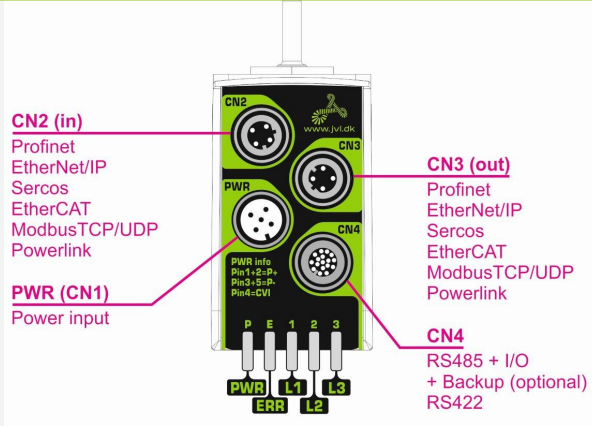 CN2 (in)
Profinet
EtherNet/IP
Sercos
EtherCAT
ModbusTCP/UDP
Powerlink
PWR (CN1)
Power input
CN2
www.jvl.dk
CN3
PWR
CN4
PWR info
Pin1+2=P+
Pin3+5=P-
Pin4=CVI
P E 1 2 3
PWR L1 L3
ERR L2
CN3 (out)
Profinet
EtherNet/IP
Sercos
EtherCAT
ModbusTCP/UDP
Powerlink
CN4
RS485 + I/O
+ Backup (optional)
RS422